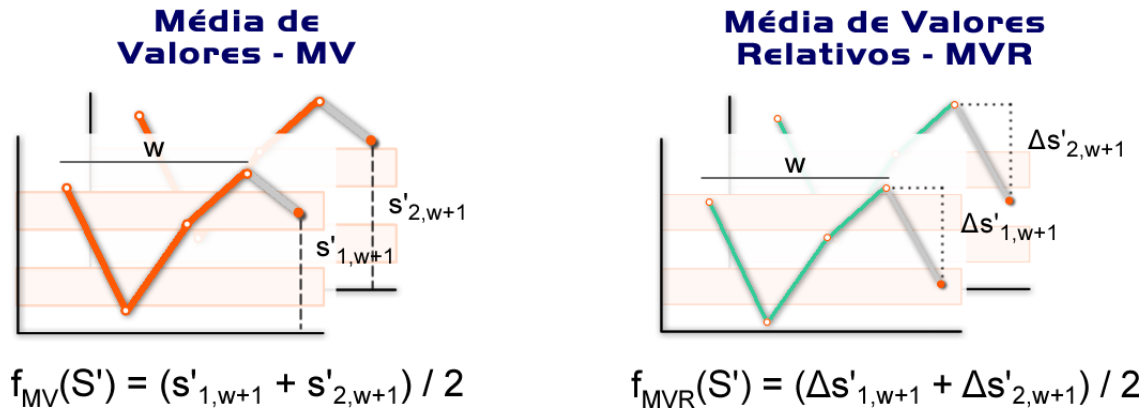 Média de
Valores - MV
w
s'2,w+1
s'1,w+1
fMV(S') = (s'1,w+1 + s'2,w+1) / 2
Média de Valores
Relativos - MVR
w
Δs'2,w+1
Δs'1,w+1
fMVR(S') = (Δs'1,w+1 + Δs'2,w+1) / 2